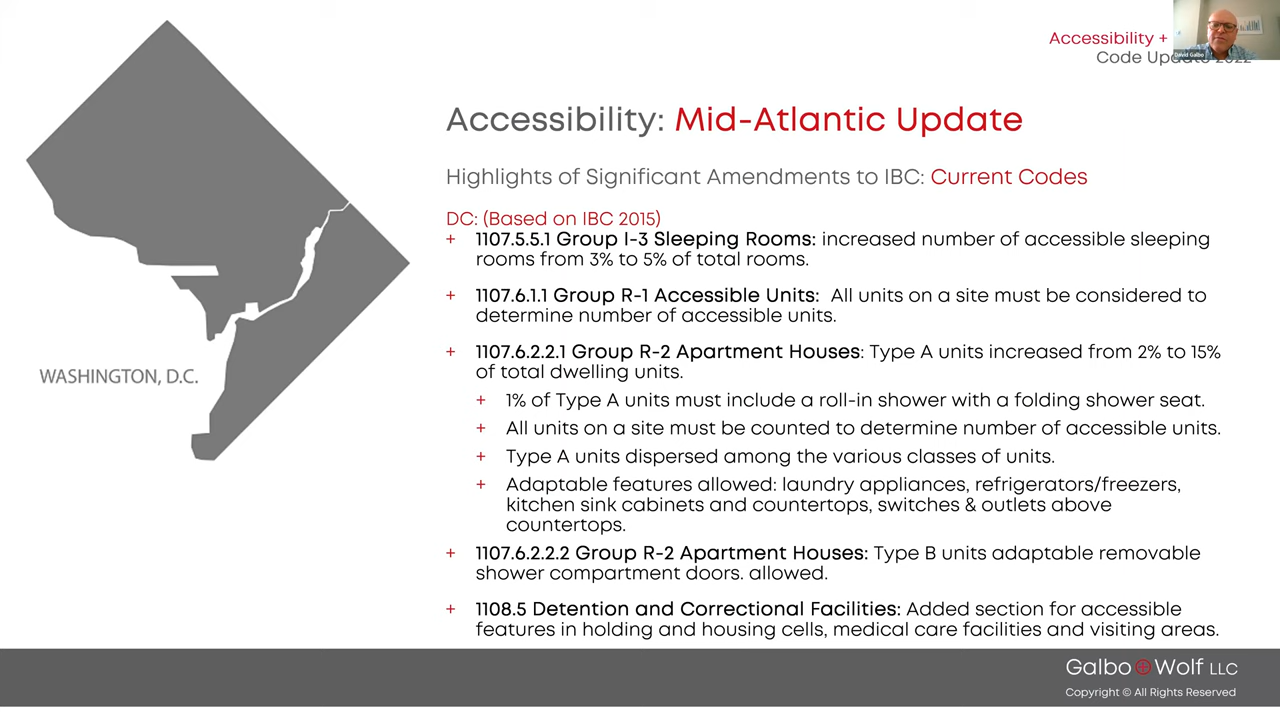 Accessibility +
Code Update 2022
David Galbo
Accessibility: Mid-Atlantic Update
Highlights of Significant Amendments to IBC: Current Codes
DC: (Based on IBC 2015)
+ 1107.5.5.1 Group I-3 Sleeping Rooms: increased number of accessible sleeping
rooms from 3% to 5% of total rooms.
+ 1107.6.1.1 Group R-1 Accessible Units: All units on a site must be considered to
determine number of accessible units.
+ 1107.6.2.2.1 Group R-2 Apartment Houses: Type A units increased from 2% to 15%
of total dwelling units.
+ 1% of Type A units must include a roll-in shower with a folding shower seat.
+ All units on a site must be counted to determine number of accessible units.
+ Type A units dispersed among the various classes of units.
+ Adaptable features allowed: laundry appliances, refrigerators/freezers,
kitchen sink cabinets and countertops, switches & outlets above
countertops.
+ 1107.6.2.2.2 Group R-2 Apartment Houses: Type B units adaptable removable
shower compartment doors. allowed.
+ 1108.5 Detention and Correctional Facilities: Added section for accessible
features in holding and housing cells, medical care facilities and visiting areas.
WASHINGTON, D.C.
Galbo + Wolf LLC
Copyright © All Rights Reserved